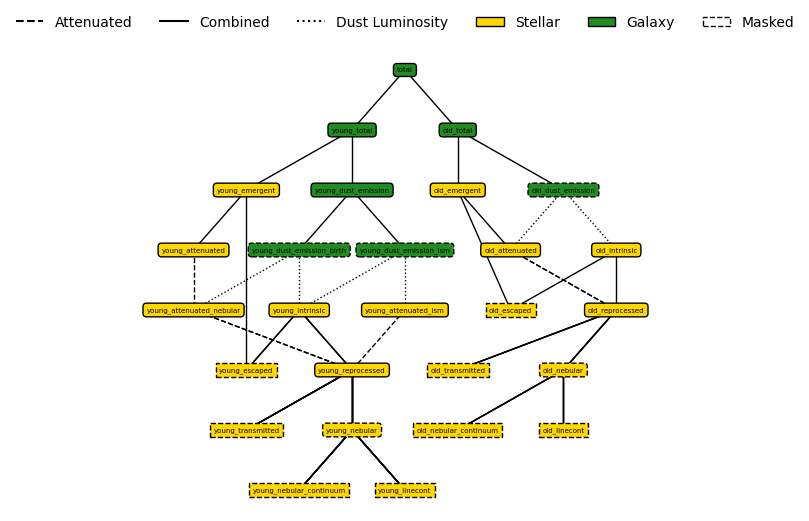 Attenuated Combined Dust Luminosity Stellar Galaxy Masked
total
young_total old_total
young_emergent young_dust_emission old_emergent old_dust_emission
young_attenuated young_dust_emission_birth young_dust_emission_ism old_attenuated old_intrinsic
young_attenuated_nebular young_intrinsic young_attenuated_ism old_escaped old_reprocessed
young_escaped young_reprocessed old_transmitted old_nebular
young_transmitted young_nebular old_nebular_continuum old_linecont
young_nebular_continuum young_linecont